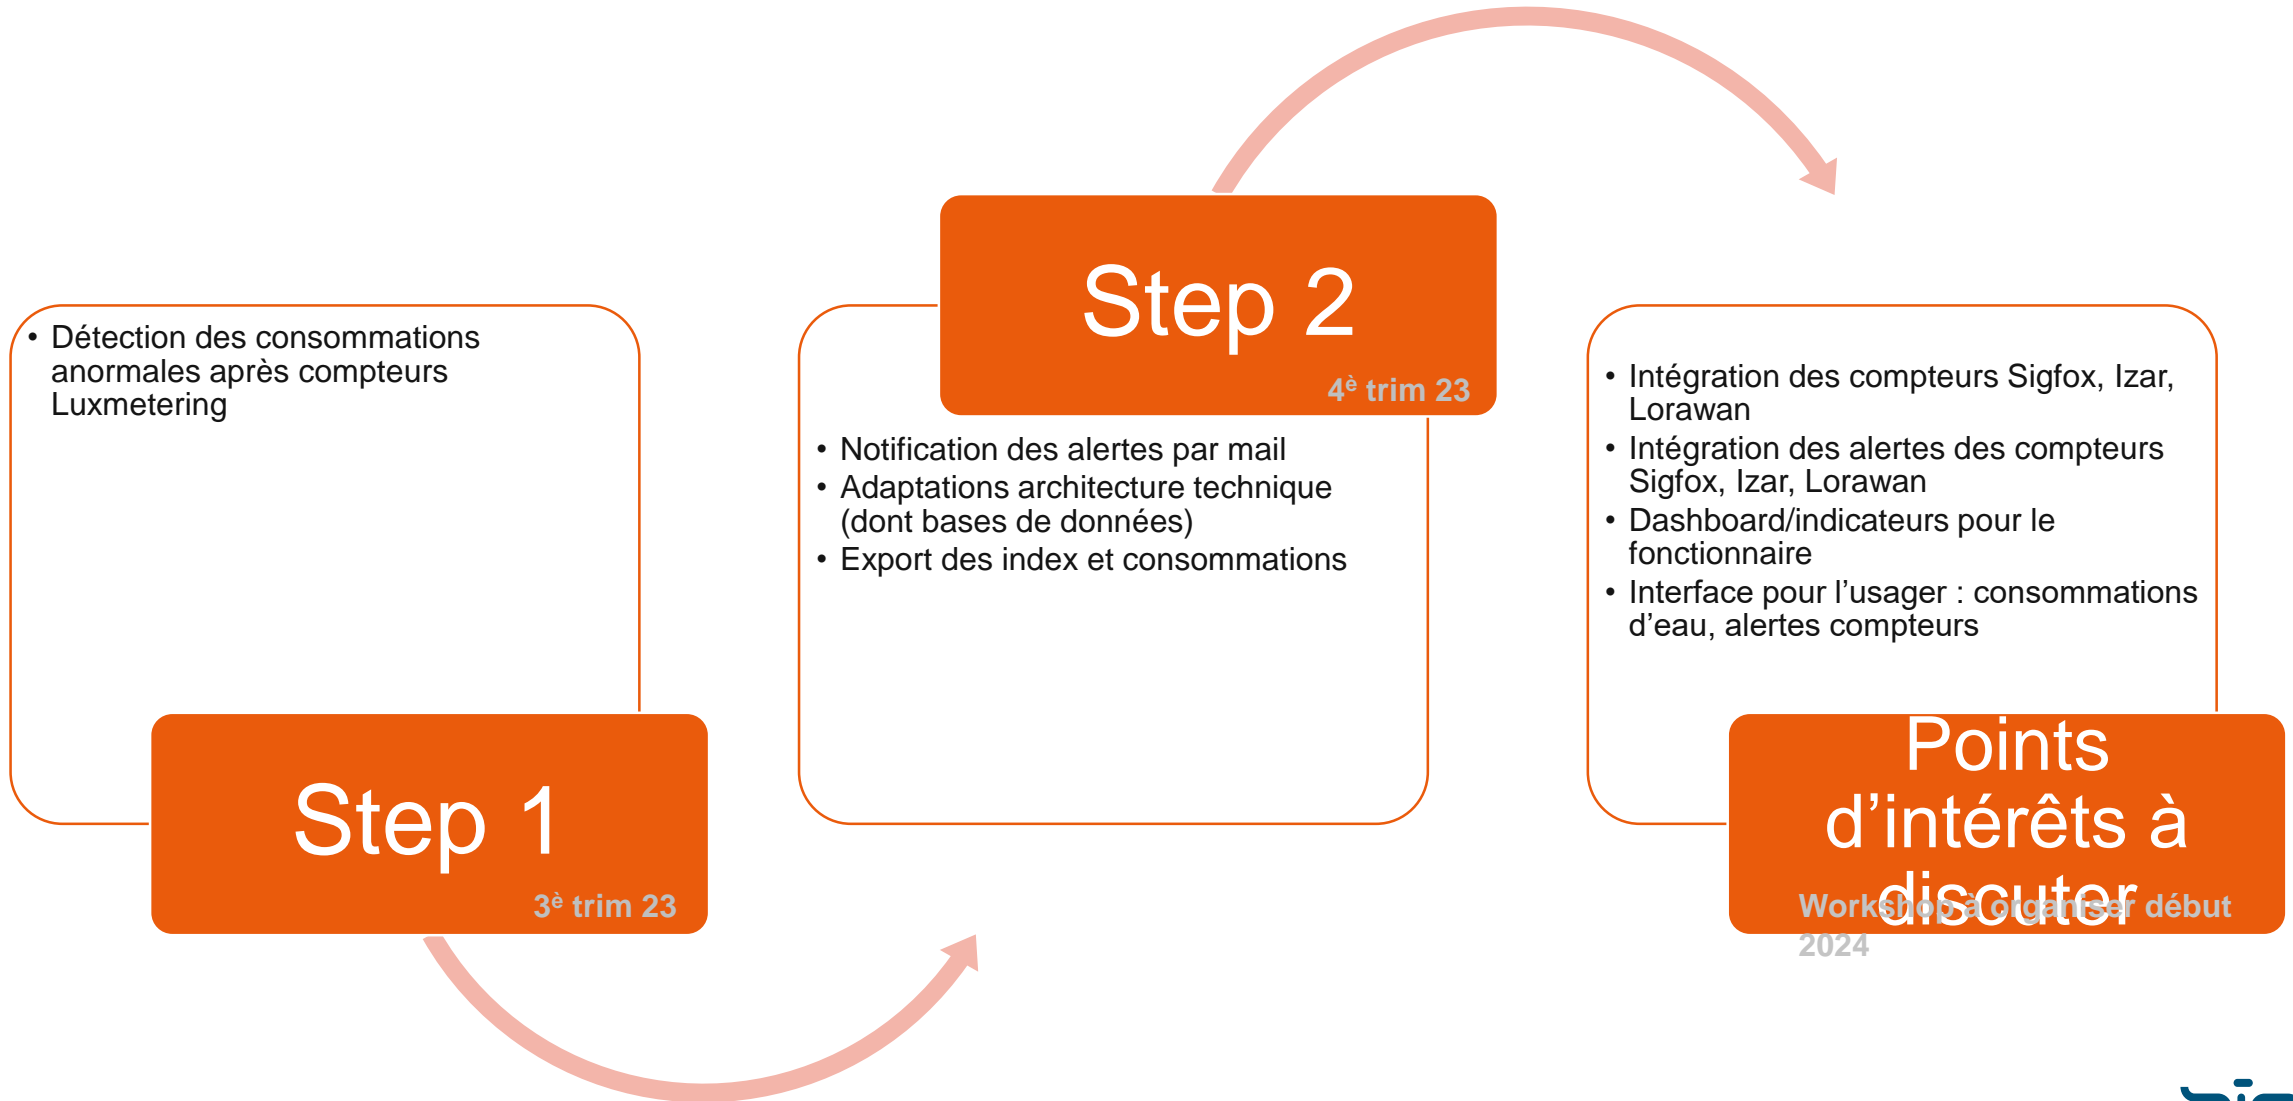 • Détection des consommations
anormales après compteurs
Luxmetering
Step 1
3è trim 23
Step 2
4è trim 23
• Notification des alertes par mail
• Adaptations architecture technique
(dont bases de données)
• Export des index et consommations
• Intégration des compteurs Sigfox, Izar,
Lorawan
• Intégration des alertes des compteurs
Sigfox, Izar, Lorawan
• Dashboard/indicateurs pour le
fonctionnaire
• Interface pour l’usager : consommations
d’eau, alertes compteurs
Points
d’intérêts à
discuter
Workshop à organiser début
2024